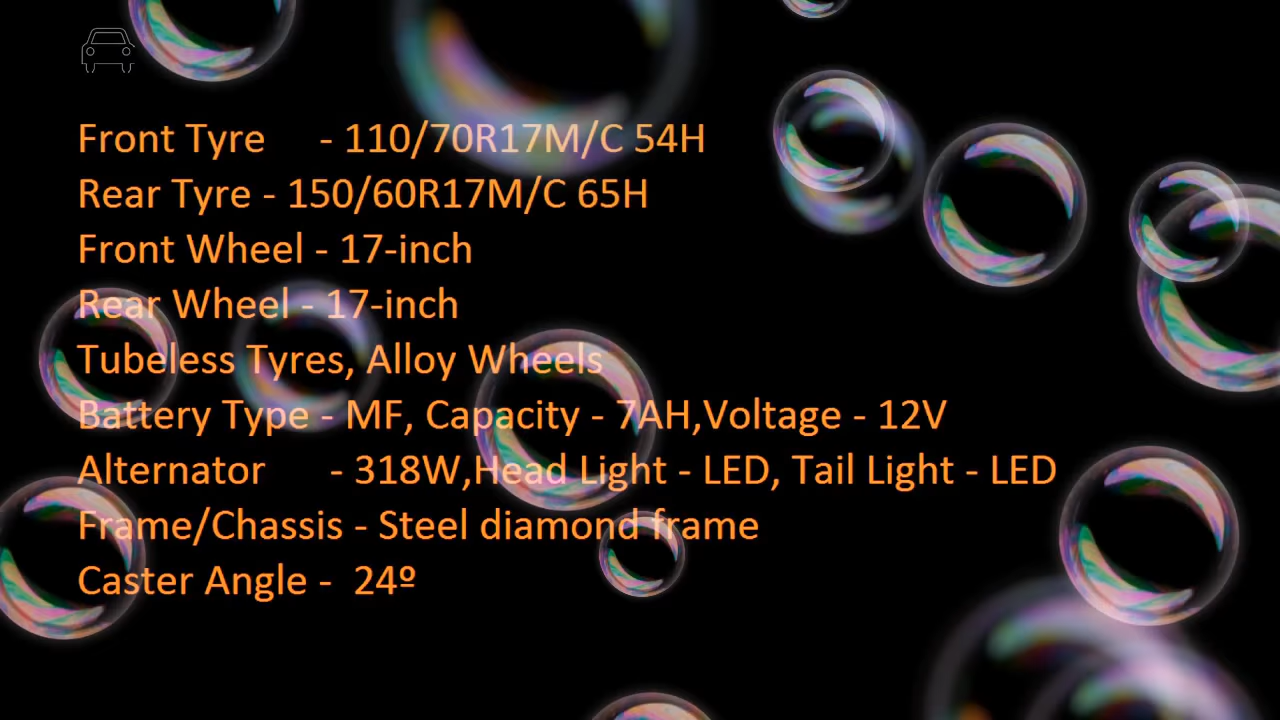 Front Tyre - 110/70R17M/C 54H
Rear Tyre - 150/60R17M/C 65H
Front Wheel - 17-inch
Rear Wheel - 17-inch
Tubeless Tyres, Alloy Wheels
Battery Type - MF, Capacity - 7AH,Voltage - 12V
Alternator - 318W,Head Light - LED, Tail Light - LED
Frame/Chassis - Steel diamond frame
Caster Angle - 24º